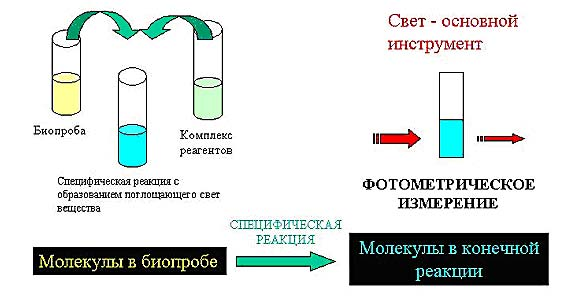 Свет - основной
инструмент
Биопроба
Комплекс
реагентов
Специфическая реакция с
образованием поглощающего свет
вещества
ФОТОМЕТРИЧЕСКОЕ
ИЗМЕРЕНИЕ
СПЕЦИФИЧЕСКАЯ
РЕАКЦИЯ
Молекулы в биопробе
Молекулы в конечной
реакции